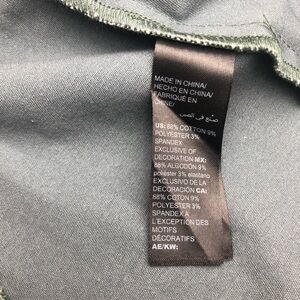 MADE IN CHINA/
HECHO EN CHINA/
FABRIQUÉ EN
CHINE/
صنع في الصين
US: 88% COTTON 9%
POLYESTER 3%
SPANDEX
EXCLUSIVE OF
DECORATION MX:
88% ALGODÓN 9%
poliéster 3% elastano
EXCLUSIVO DE LA
DECORACIÓN CA:
88% COTON 9%
POLYESTER 3%
SPANDEX À
L'EXCEPTION DES
MOTIFS
DÉCORATIFS
AE/KW: